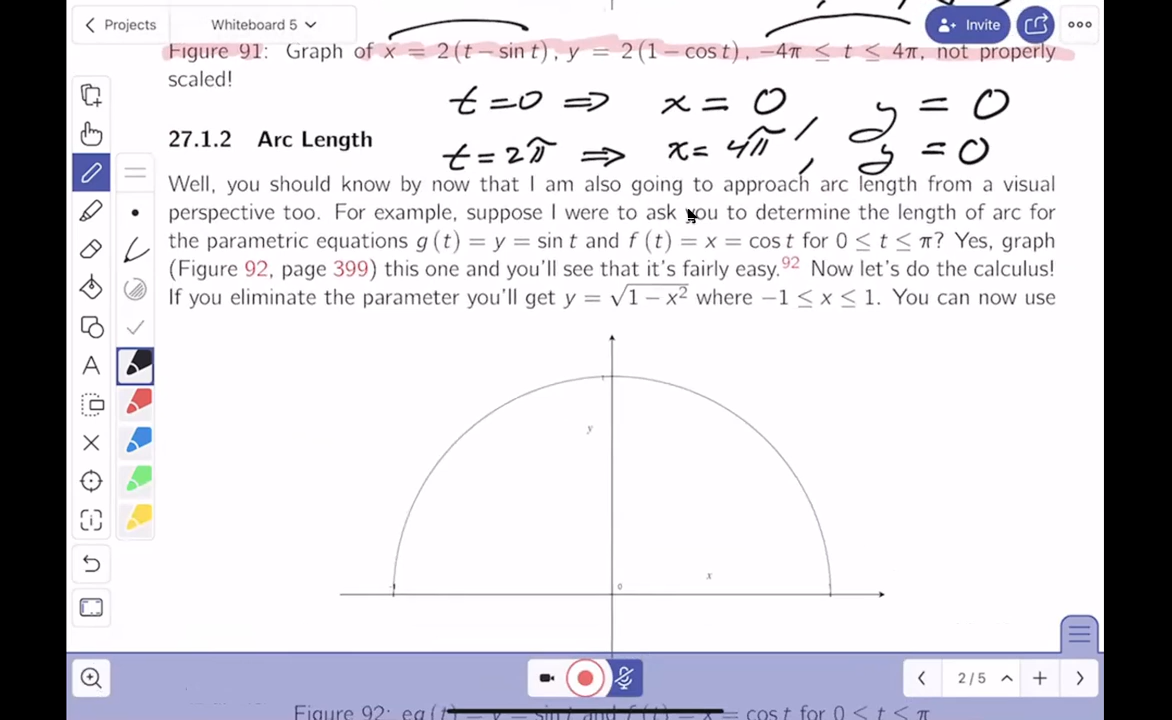 Projects
Whiteboard 5
Invite
Figure 91: Graph of x = 2 (t − sin t), y = 2 (1 − cos t), −4π ≤ t ≤ 4π, not properly
scaled!
t = 0 ⇒ x = 0 , y = 0
27.1.2 Arc Length
t = 2π ⇒ x = 4π , y = 0
Well, you should know by now that I am also going to approach arc length from a visual
perspective too. For example, suppose I were to ask you to determine the length of arc for
the parametric equations g (t) = y = sin t and f (t) = x = cos t for 0 ≤ t ≤ π? Yes, graph
(Figure 92, page 399) this one and you'll see that it's fairly easy.⁹² Now let's do the calculus!
If you eliminate the parameter you'll get y = √1 − x² where −1 ≤ x ≤ 1. You can now use
y
x
0
A
2/5